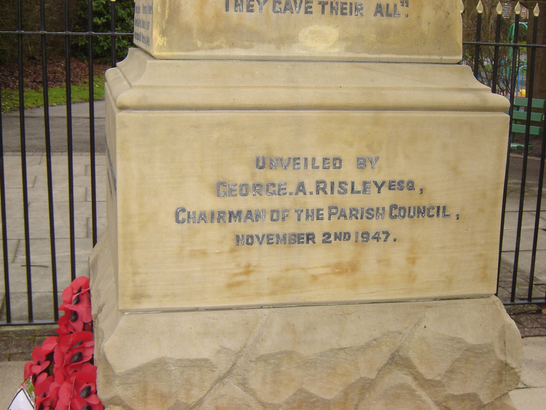 THEY GAVE THEIR ALL."
UNVEILED BY
GEORGE.A.RISLEY ESQ,
CHAIRMAN OF THE PARISH COUNCIL,
NOVEMBER 2ND 1947.